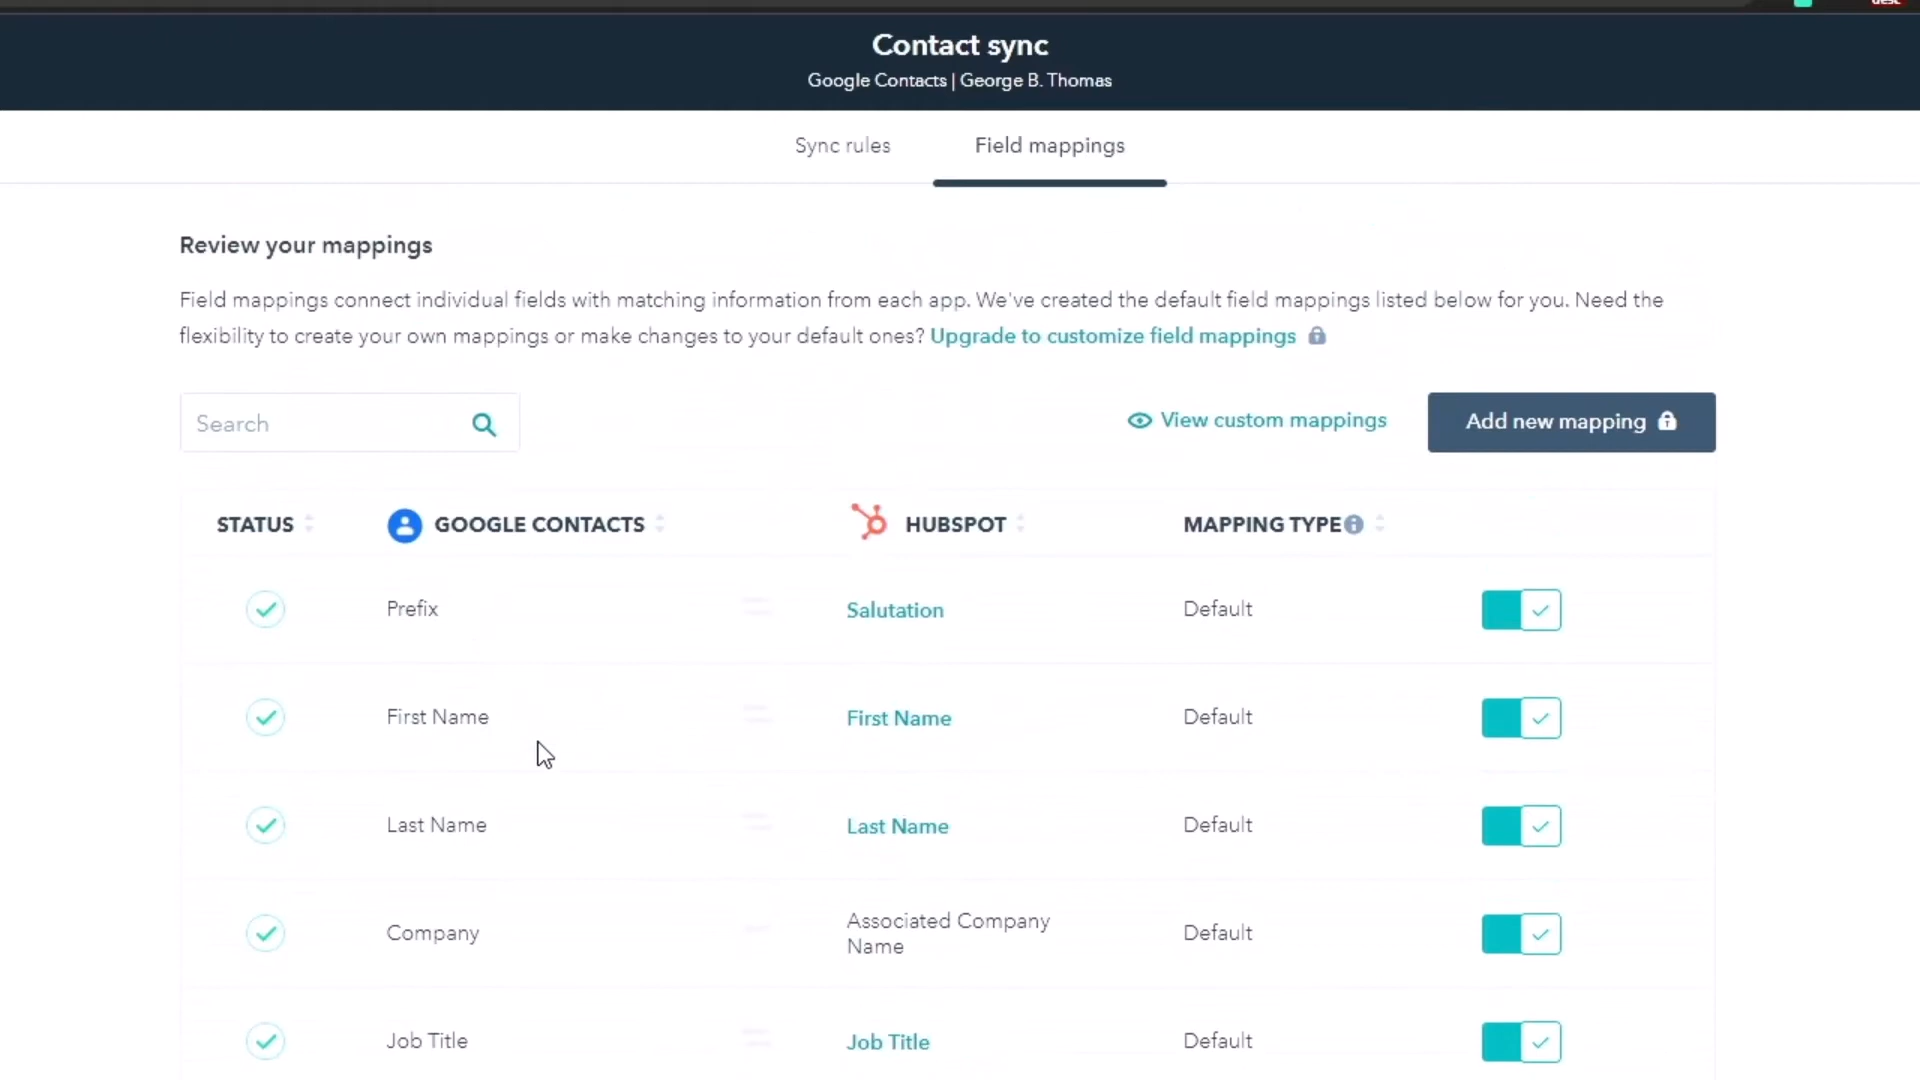 Contact sync
Google Contacts | George B. Thomas
Sync rules
Field mappings
Review your mappings
Field mappings connect individual fields with matching information from each app. We've created the default field mappings listed below for you. Need the
flexibility to create your own mappings or make changes to your default ones? Upgrade to customize field mappings
Search
View custom mappings
Add new mapping
STATUS
GOOGLE CONTACTS
HUBSPOT
MAPPING TYPE
Prefix
Salutation
Default
First Name
First Name
Default
Last Name
Last Name
Default
Company
Associated Company
Name
Default
Job Title
Job Title
Default